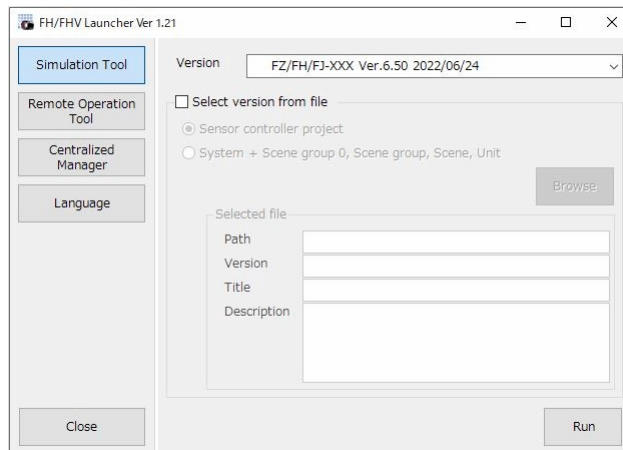 FH/FHV Launcher Ver 1.21
Simulation Tool
Remote Operation
Tool
Centralized
Manager
Language
Close
Version
FZ/FH/FJ-XXX Ver.6.50 2022/06/24
Select version from file
Sensor controller project
System + Scene group 0, Scene group, Scene, Unit
Browse
Selected file
Path
Version
Title
Description
Run